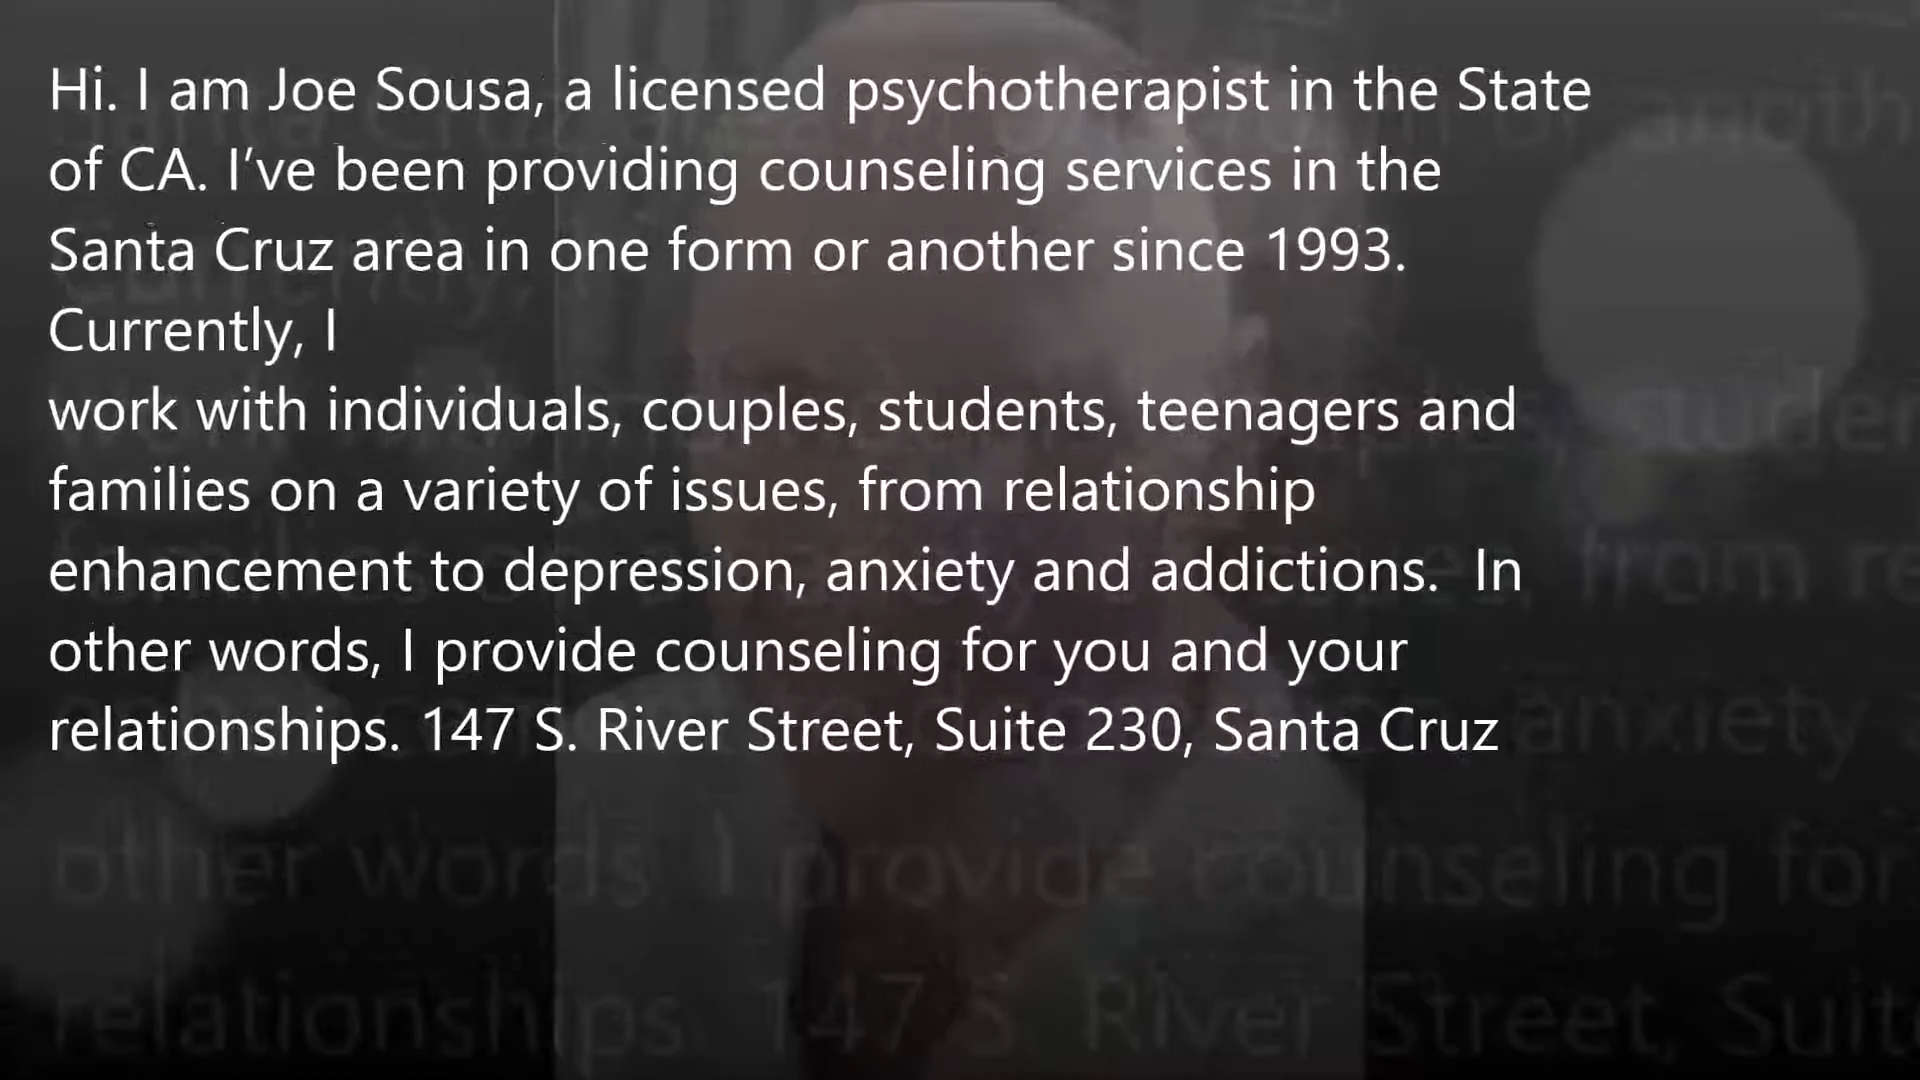 Hi. I am Joe Sousa, a licensed psychotherapist in the State
of CA. I’ve been providing counseling services in the
Santa Cruz area in one form or another since 1993.
Currently, I
work with individuals, couples, students, teenagers and
families on a variety of issues, from relationship
enhancement to depression, anxiety and addictions.  In
other words, I provide counseling for you and your
relationships. 147 S. River Street, Suite 230, Santa Cruz